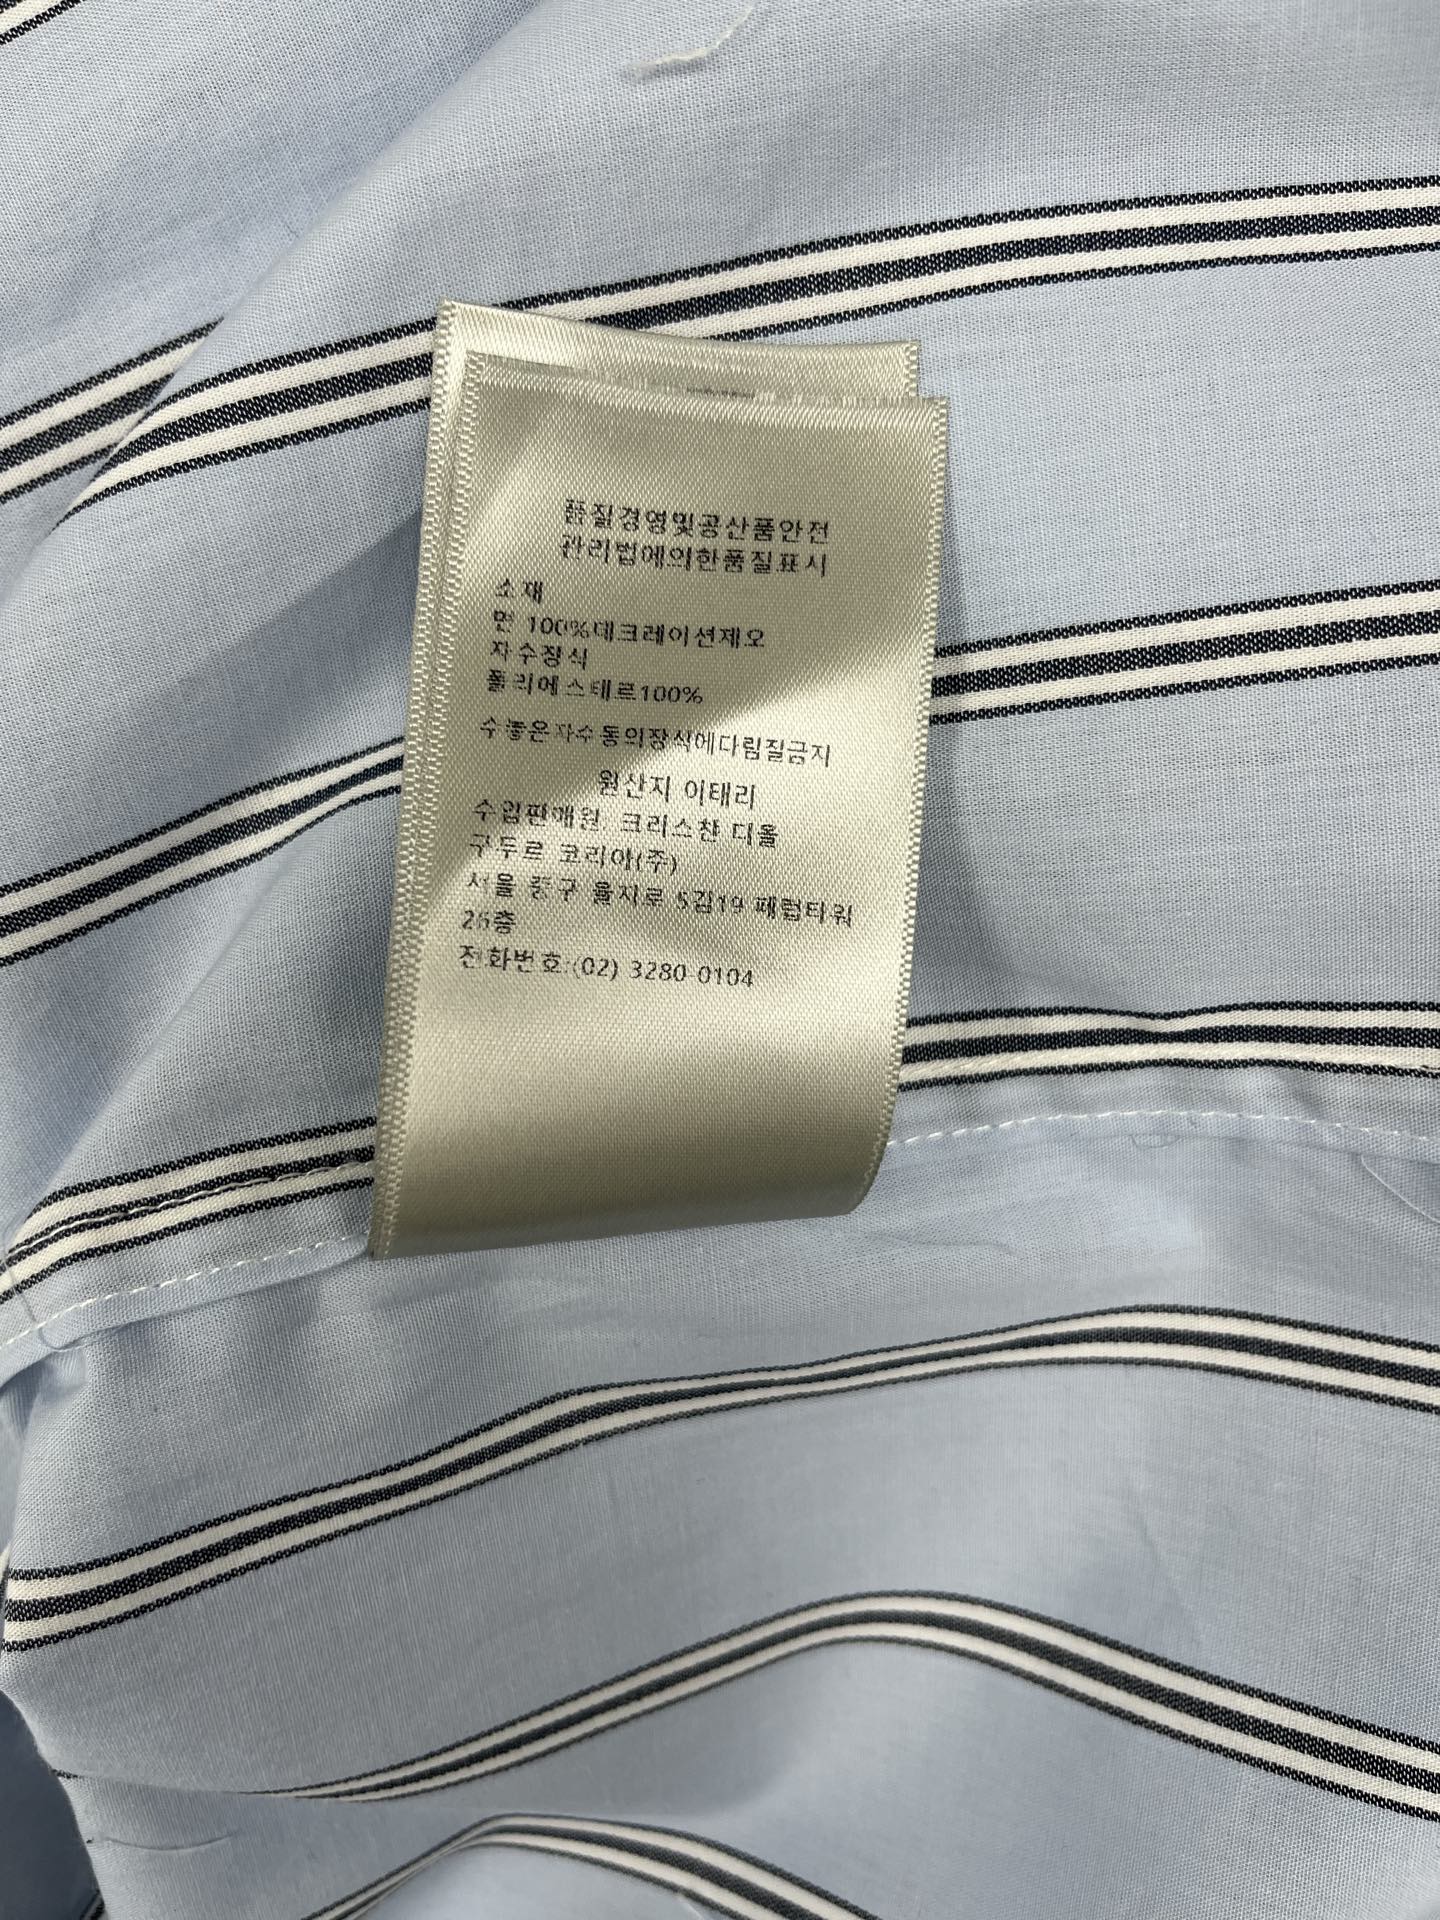 품질경영및공산품안전
관리법에의한품질표시
소재
면 100%데크레이션제오
자수장식
폴리에스테르100%
수좋은자수동의장식에다림질금지
원산지 이태리
수입판매원. 크리스찬 디올
구두르 코리아(주)
서울 중구 율지로 5김19 패럼타워
26층
전화번호:(02) 3280-0104